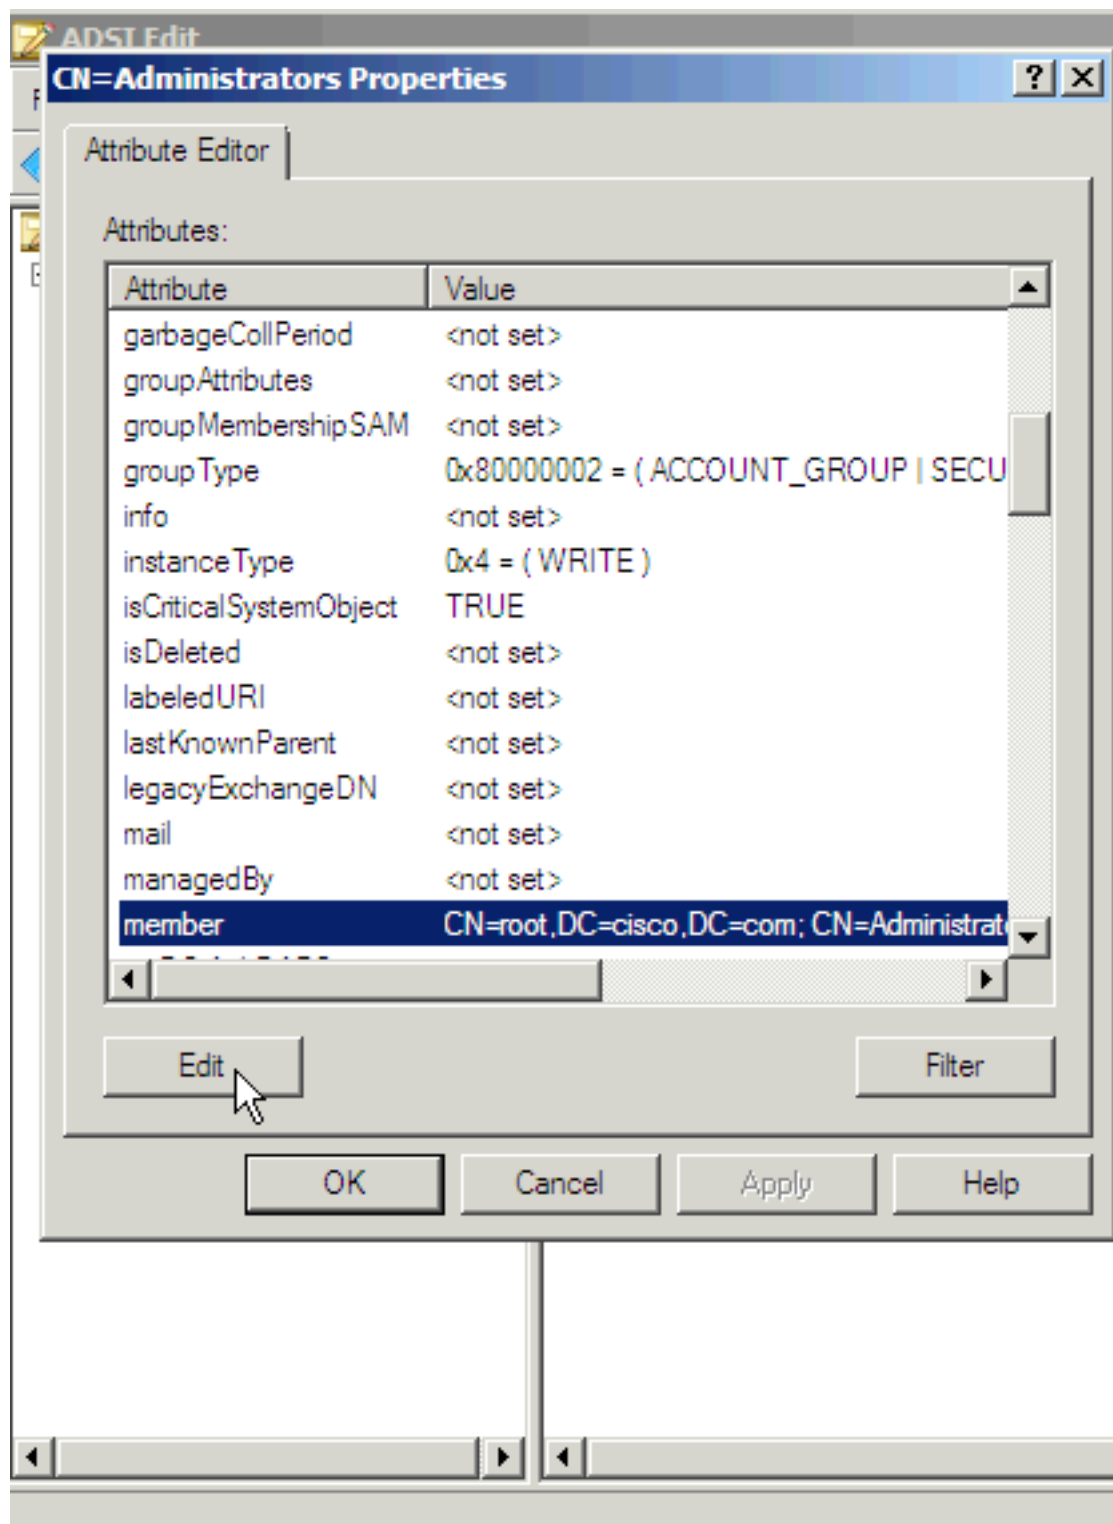 ADSI Edit
CN=Administrators Properties
Attribute Editor
Attributes:
Attribute Value
garbageCollPeriod <not set>
groupAttributes <not set>
groupMembershipSAM <not set>
groupType 0x80000002 = ( ACCOUNT_GROUP | SECU
info <not set>
instanceType 0x4 = ( WRITE )
isCriticalSystemObject TRUE
isDeleted <not set>
labeledURI <not set>
lastKnownParent <not set>
legacyExchangeDN <not set>
mail <not set>
managedBy <not set>
member CN=root,DC=cisco,DC=com; CN=Administrat
Edit
Filter
OK Cancel Apply Help